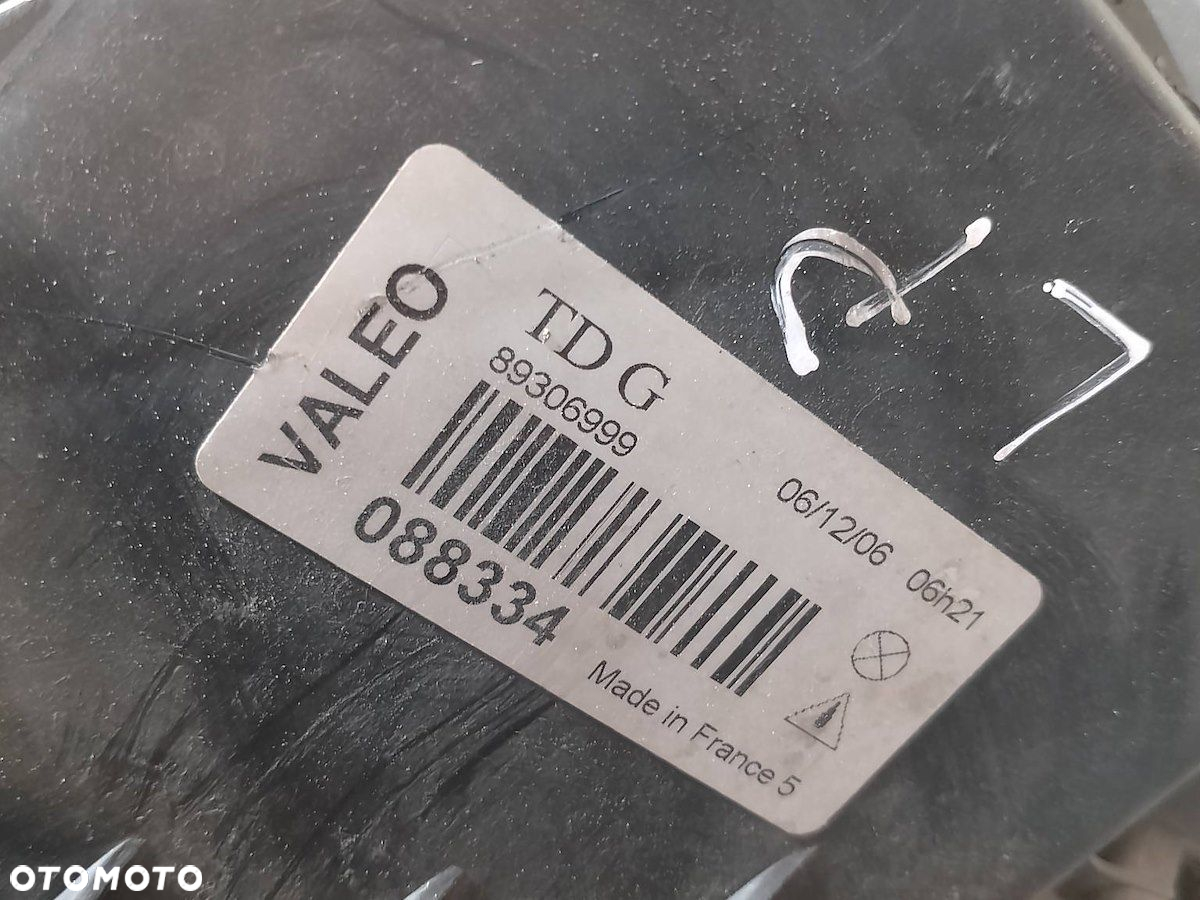 VALEO
TD G
89306999
088334
06/12/06 06h21
Made in France 5
OTOMOTO